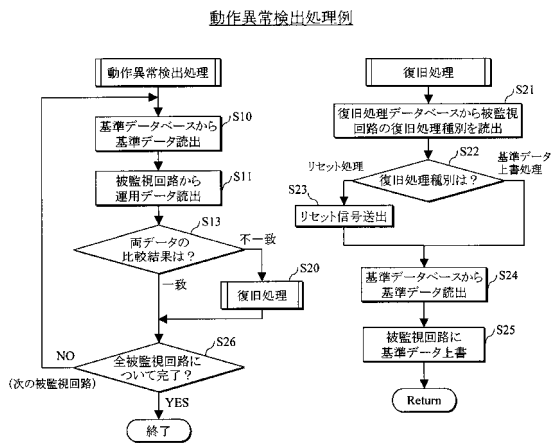 動作異常検出処理例
動作異常検出処理
S10
基準データベースから
基準データ読出
S11
被監視回路から
運用データ読出
S13
両データの
比較結果は？
不一致
一致
S20
復旧処理
S26
全被監視回路に
ついて完了？
NO
(次の被監視回路)
YES
終了
復旧処理
S21
復旧処理データベースから被監視
回路の復旧処理種別を読出
S22
復旧処理種別は？
リセット処理
基準データ
上書処理
S23
リセット信号送出
S24
基準データベースから
基準データ読出
S25
被監視回路に
基準データ上書
Return